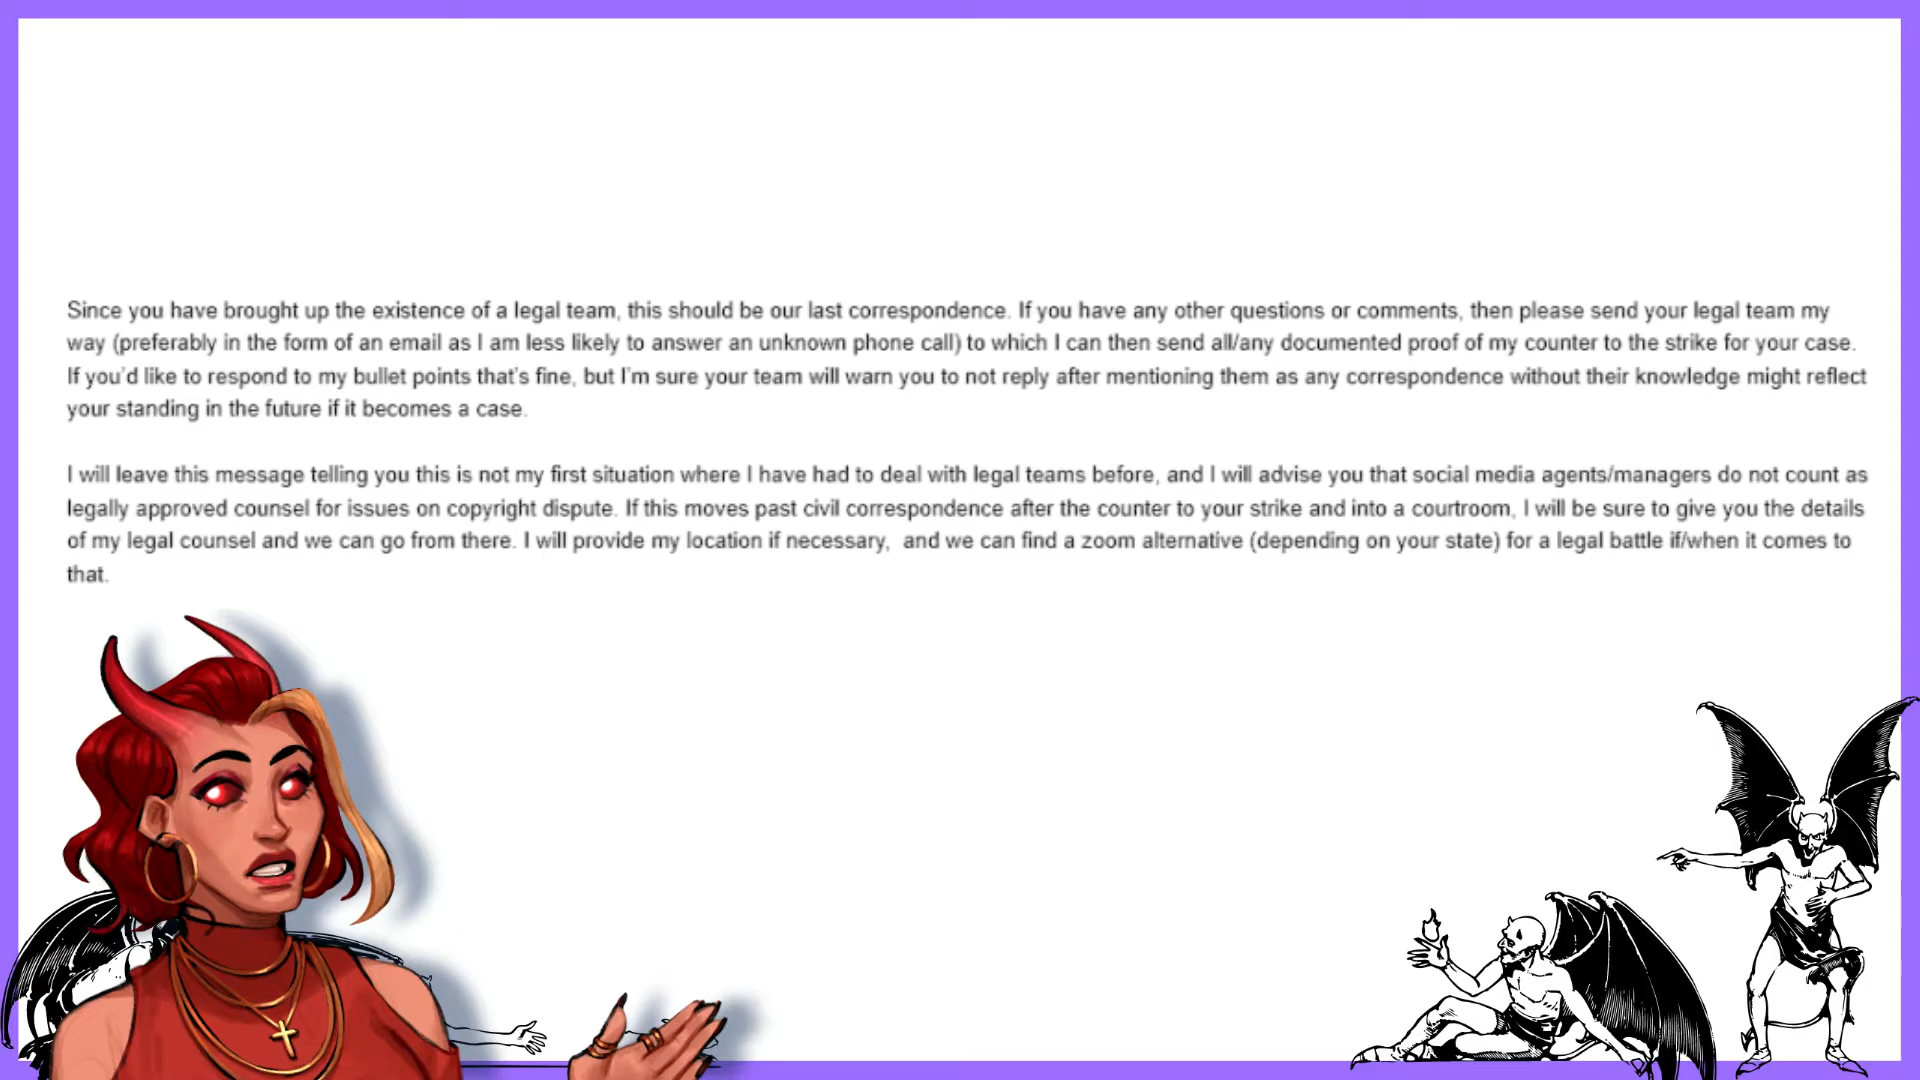 Since you have brought up the existence of a legal team, this should be our last correspondence. If you have any other questions or comments, then please send your legal team my
way (preferably in the form of an email as I am less likely to answer an unknown phone call) to which I can then send all/any documented proof of my counter to the strike for your case.
If you'd like to respond to my bullet points that's fine, but I'm sure your team will warn you to not reply after mentioning them as any correspondence without their knowledge might reflect
your standing in the future if it becomes a case.
I will leave this message telling you this is not my first situation where I have had to deal with legal teams before, and I will advise you that social media agents/managers do not count as
legally approved counsel for issues on copyright dispute. If this moves past civil correspondence after the counter to your strike and into a courtroom, I will be sure to give you the details
of my legal counsel and we can go from there. I will provide my location if necessary,  and we can find a zoom alternative (depending on your state) for a legal battle if/when it comes to
that.